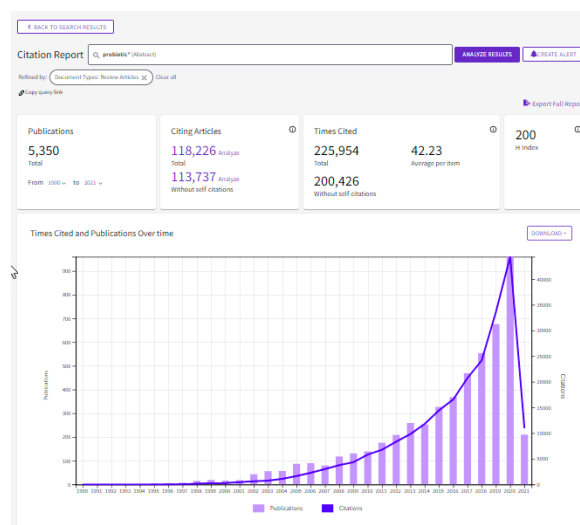 < BACK TO SEARCH RESULTS
Citation Report
probiotic* (Abstract)
ANALYZE RESULTS
CREATE ALERT
Refined by: Document Types: Review Articles X Clear all
Copy query link
Export Full Repo
Publications
5,350
Total
From 1990 to 2021
Citing Articles
118,226 Analyze
Total
113,737 Analyze
Without self citations
Times Cited
225,954 42.23
Total Average per item
200,426
Without self citations
200
H-Index
Times Cited and Publications Over time
DOWNLOAD
Publications
900
800
700
600
500
400
300
200
100
0
Citations
40000
35000
30000
25000
20000
15000
10000
5000
0
1990 1991 1992 1993 1994 1995 1996 1997 1998 1999 2000 2001 2002 2003 2004 2005 2006 2007 2008 2009 2010 2011 2012 2013 2014 2015 2016 2017 2018 2019 2020 2021
Publications Citations